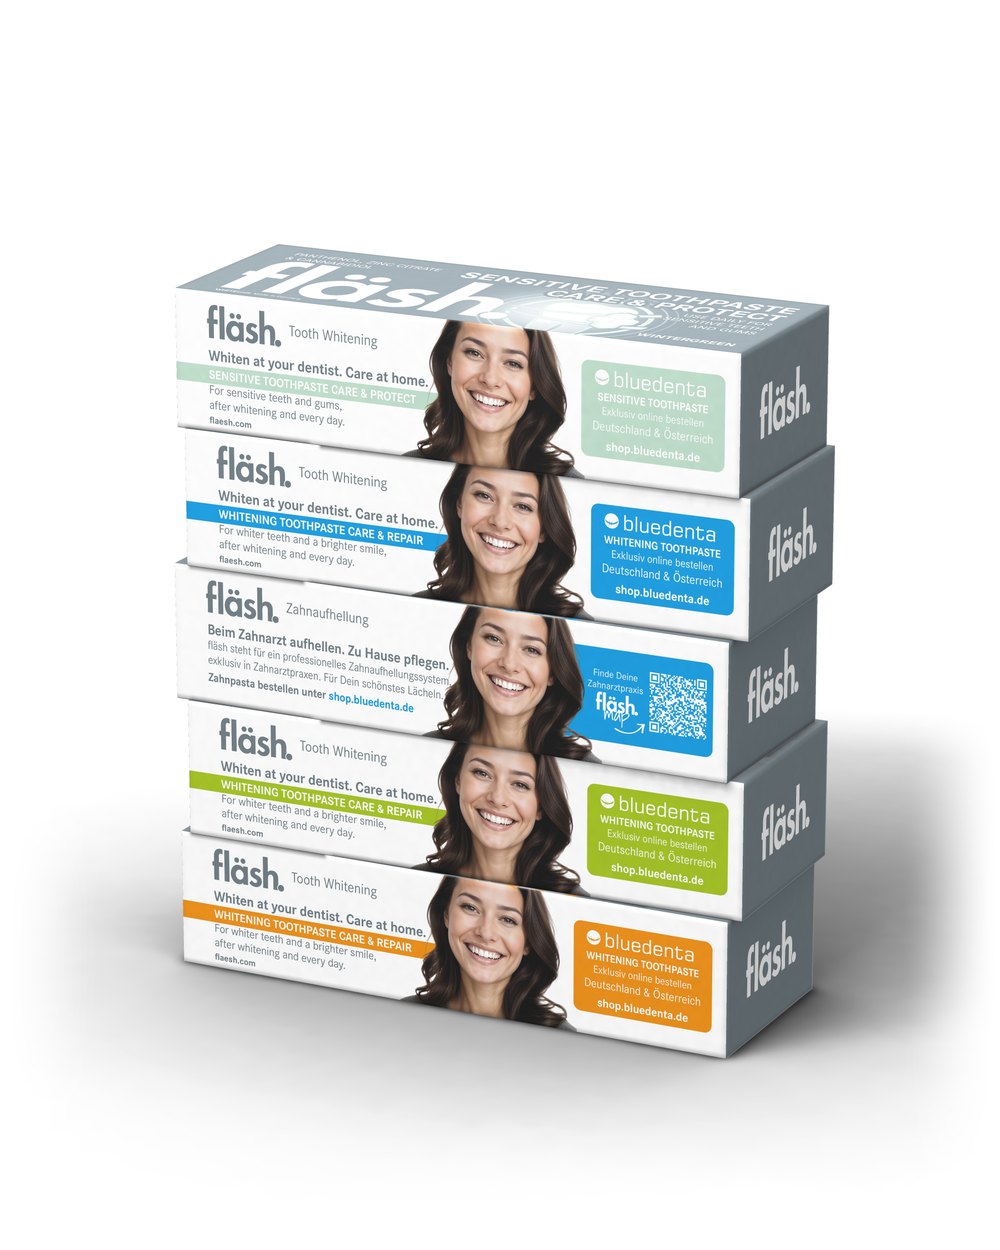 PANTHENOL, ZINC CITRATE
& CANNABIDIOL
fläsh.
SENSITIVE TOOTHPASTE
CARE & PROTECT
USE DAILY FOR
SENSITIVE TEETH
AND GUMS
WINTERGREEN
fläsh. Tooth Whitening
Whiten at your dentist. Care at home.
SENSITIVE TOOTHPASTE CARE & PROTECT
For sensitive teeth and gums,
after whitening and every day.
flaesh.com
bluedenta
SENSITIVE TOOTHPASTE
Exklusiv online bestellen
Deutschland & Österreich
shop.bluedenta.de
fläsh.
fläsh. Tooth Whitening
Whiten at your dentist. Care at home.
WHITENING TOOTHPASTE CARE & REPAIR
For whiter teeth and a brighter smile,
after whitening and every day.
flaesh.com
bluedenta
WHITENING TOOTHPASTE
Exklusiv online bestellen
Deutschland & Österreich
shop.bluedenta.de
fläsh.
fläsh. Zahnaufhellung
Beim Zahnarzt aufhellen. Zu Hause pflegen.
fläsh steht für ein professionelles Zahnaufhellungssystem
exklusiv in Zahnarztpraxen. Für Dein schönstes Lächeln.
Zahnpasta bestellen unter shop.bluedenta.de
Finde Deine
Zahnarztpraxis
fläsh.
map
fläsh.
fläsh. Tooth Whitening
Whiten at your dentist. Care at home.
WHITENING TOOTHPASTE CARE & REPAIR
For whiter teeth and a brighter smile,
after whitening and every day.
flaesh.com
bluedenta
WHITENING TOOTHPASTE
Exklusiv online bestellen
Deutschland & Österreich
shop.bluedenta.de
fläsh.
fläsh. Tooth Whitening
Whiten at your dentist. Care at home.
WHITENING TOOTHPASTE CARE & REPAIR
For whiter teeth and a brighter smile,
after whitening and every day.
flaesh.com
bluedenta
WHITENING TOOTHPASTE
Exklusiv online bestellen
Deutschland & Österreich
shop.bluedenta.de
fläsh.